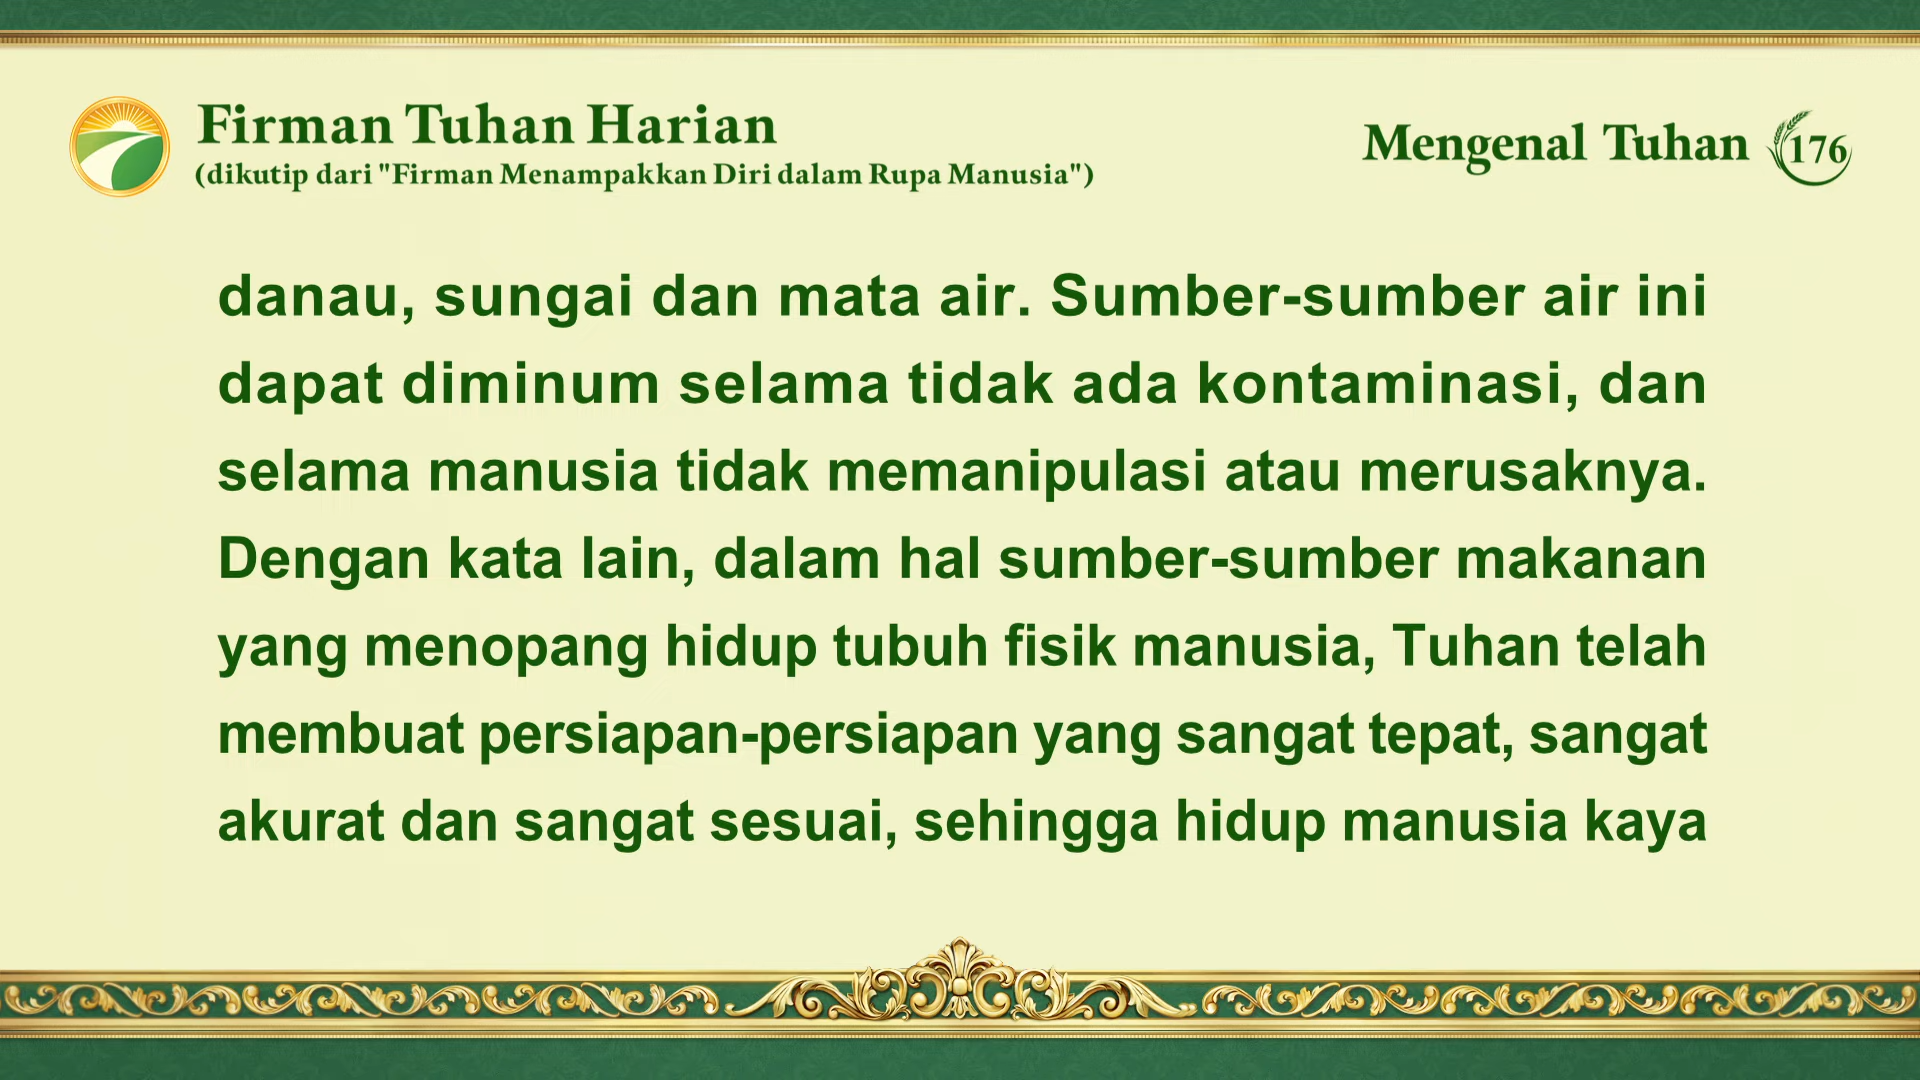 Firman Tuhan Harian
(dikutip dari "Firman Menampakkan Diri dalam Rupa Manusia")
Mengenal Tuhan 176
danau, sungai dan mata air. Sumber-sumber air ini
dapat diminum selama tidak ada kontaminasi, dan
selama manusia tidak memanipulasi atau merusaknya.
Dengan kata lain, dalam hal sumber-sumber makanan
yang menopang hidup tubuh fisik manusia, Tuhan telah
membuat persiapan-persiapan yang sangat tepat, sangat
akurat dan sangat sesuai, sehingga hidup manusia kaya